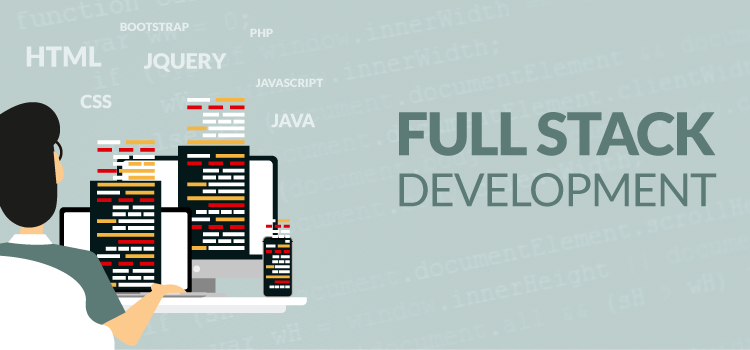 BOOTSTRAP
PHP
HTML
JQUERY
JAVASCRIPT
CSS
JAVA
FULL STACK
DEVELOPMENT